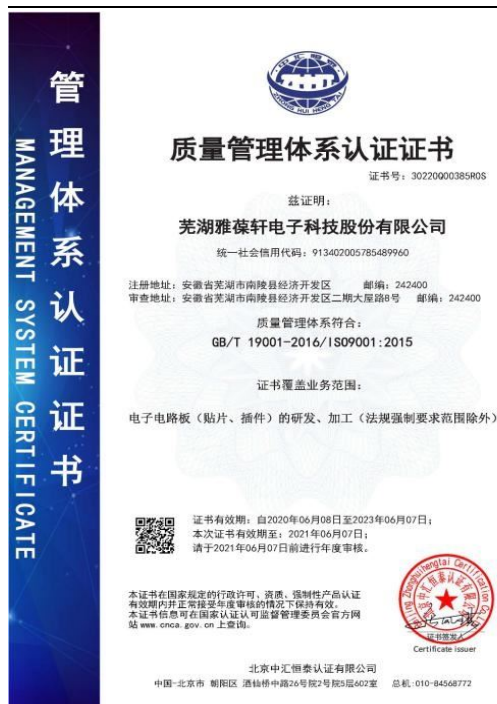 管理体系认证证书
MANAGEMENT SYSTEM CERTIFICATE
ZHONG HUI HENG TAI
质量管理体系认证证书
证书号：30220Q00385R0S
兹证明：
芜湖雅葆轩电子科技股份有限公司
统一社会信用代码：913402005785489960
注册地址：安徽省芜湖市南陵县经济开发区 邮编：242400
审查地址：安徽省芜湖市南陵县经济开发区二期大屋路8号 邮编：242400
质量管理体系符合：
GB/T 19001-2016/ISO9001:2015
证书覆盖业务范围：
电子电路板（贴片、插件）的研发、加工（法规强制要求范围除外）
证书有效期：自2020年06月08日至2023年06月07日；
本次证书有效期至：2021年06月07日；
请于2021年06月07日前进行年度审核。
本证书在国家规定的行政许可、资质、强制性产品认证
有效期内并正常接受年度审核的情况下保持有效。
本证书信息可在国家认证认可监督管理委员会官方网
站 www.cnca.gov.cn 上查询。
证书签发人
Certificate issuer
北京中汇恒泰认证有限公司
中国-北京市 朝阳区 酒仙桥中路26号院2号院5层602室 总机：010-84568772